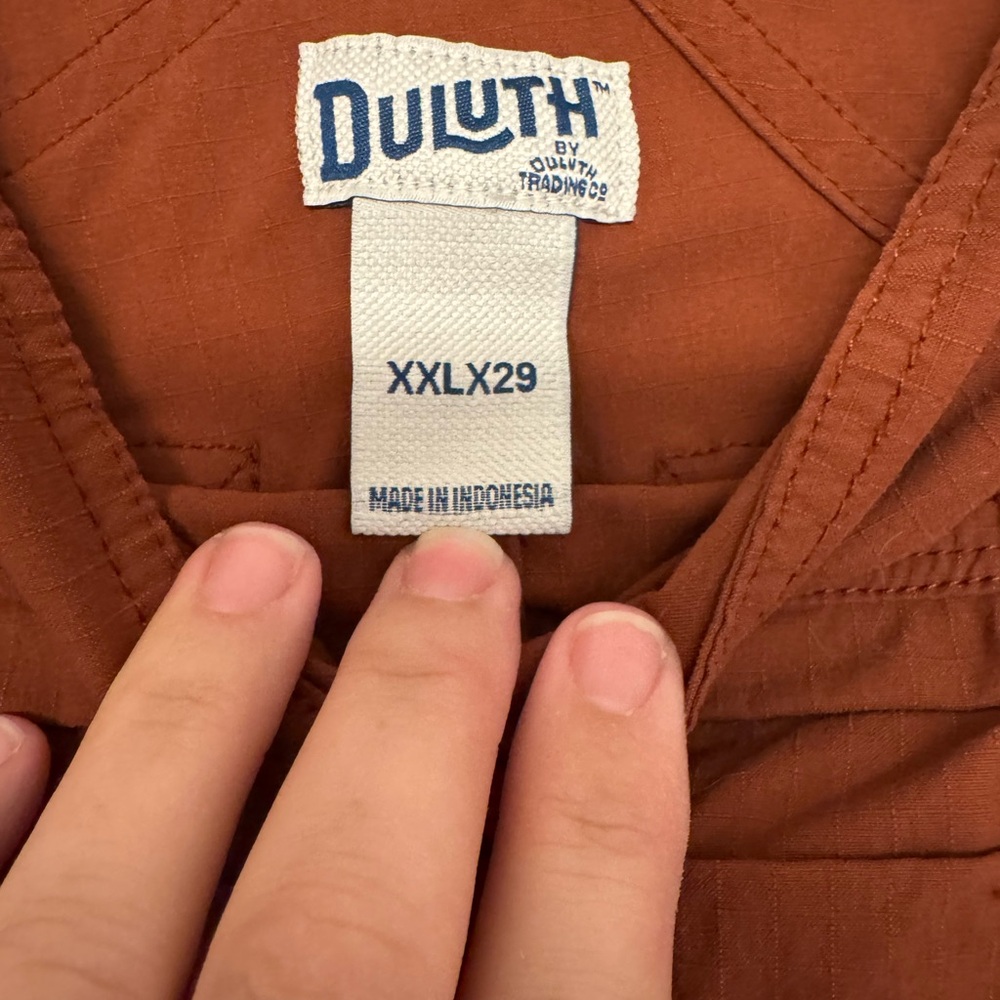 DULUTH™
BY
DULUTH
TRADING Co
XXLX29
MADE IN INDONESIA